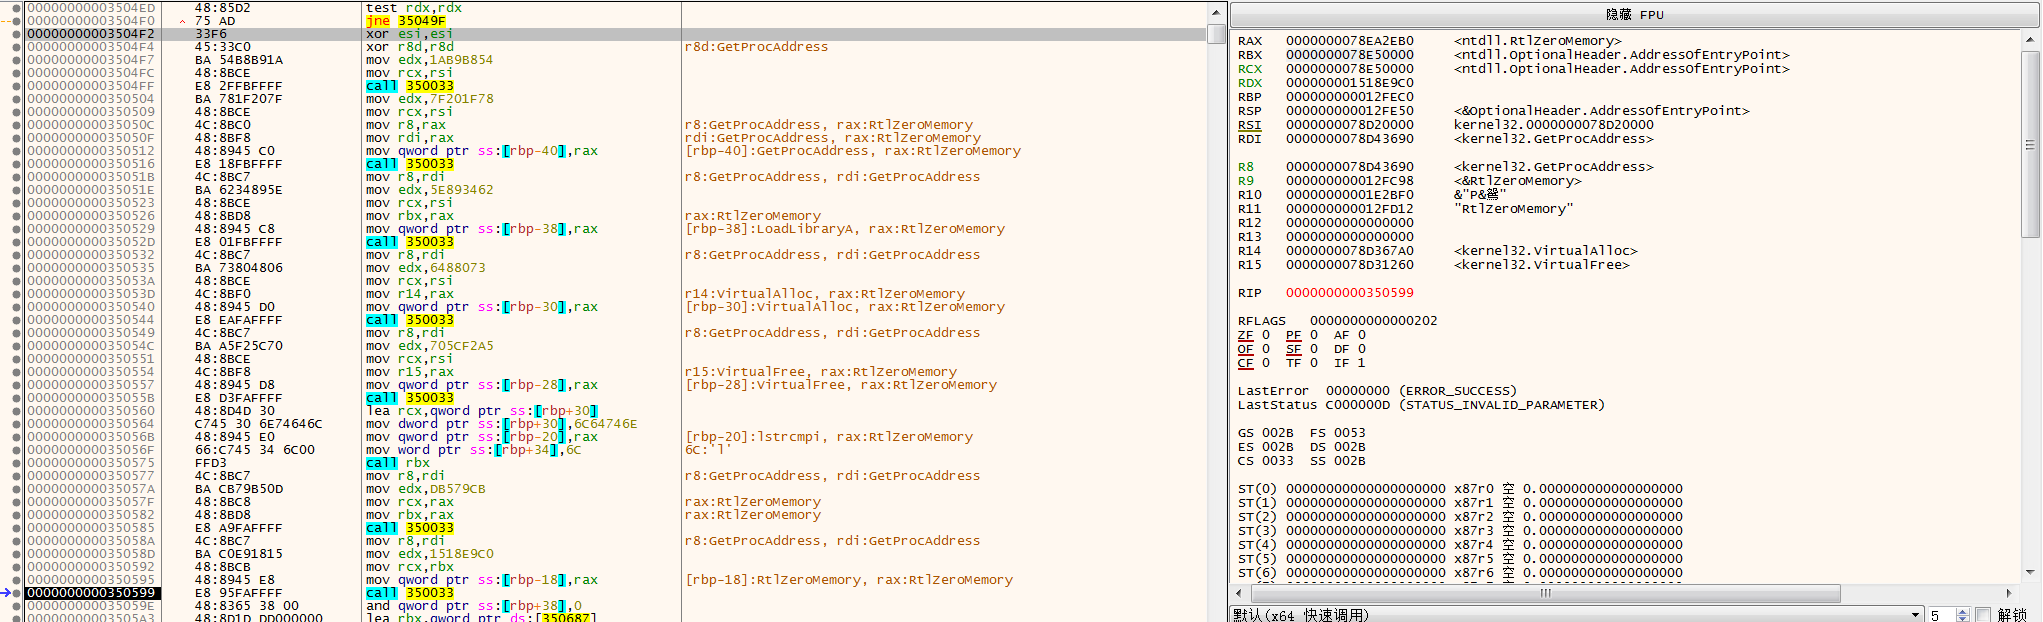 00000000003504ED 48:85D2 test rdx,rdx
00000000003504F0 75 AD jne 35049F
00000000003504F2 33F6 xor esi,esi
00000000003504F4 45:33C0 xor r8d,r8d r8d:GetProcAddress
00000000003504F7 BA 54B8B91A mov edx,1AB9B854
00000000003504FC 48:8BCE mov rcx,rsi
00000000003504FF E8 2FFBFFFF call 350033
0000000000350504 BA 781F207F mov edx,7F201F78
0000000000350509 48:8BCE mov rcx,rsi
000000000035050C 4C:8BC0 mov r8,rax r8:GetProcAddress, rax:RtlZeroMemory
000000000035050F 48:8BF8 mov rdi,rax rdi:GetProcAddress, rax:RtlZeroMemory
0000000000350512 48:8945 C0 mov qword ptr ss:[rbp-40],rax [rbp-40]:GetProcAddress, rax:RtlZeroMemory
0000000000350516 E8 18FBFFFF call 350033
000000000035051B 4C:8BC7 mov r8,rdi r8:GetProcAddress, rdi:GetProcAddress
000000000035051E BA 6234895E mov edx,5E893462
0000000000350523 48:8BCE mov rcx,rsi
0000000000350526 48:8BD8 mov rbx,rax rax:RtlZeroMemory
0000000000350529 48:8945 C8 mov qword ptr ss:[rbp-38],rax [rbp-38]:LoadLibraryA, rax:RtlZeroMemory
000000000035052D E8 01FBFFFF call 350033
0000000000350532 4C:8BC7 mov r8,rdi r8:GetProcAddress, rdi:GetProcAddress
0000000000350535 BA 73804806 mov edx,6488073
000000000035053A 48:8BCE mov rcx,rsi
000000000035053D 4C:8BF0 mov r14,rax r14:VirtualAlloc, rax:RtlZeroMemory
0000000000350540 48:8945 D0 mov qword ptr ss:[rbp-30],rax [rbp-30]:VirtualAlloc, rax:RtlZeroMemory
0000000000350544 E8 EAFAFFFF call 350033
0000000000350549 4C:8BC7 mov r8,rdi r8:GetProcAddress, rdi:GetProcAddress
000000000035054C BA A5F25C70 mov edx,705CF2A5
0000000000350551 48:8BCE mov rcx,rsi
0000000000350554 4C:8BF8 mov r15,rax r15:VirtualFree, rax:RtlZeroMemory
0000000000350557 48:8945 D8 mov qword ptr ss:[rbp-28],rax [rbp-28]:VirtualFree, rax:RtlZeroMemory
000000000035055B E8 D3FAFFFF call 350033
0000000000350560 48:8D4D 30 lea rcx,qword ptr ss:[rbp+30]
0000000000350564 C745 30 6E74646C mov dword ptr ss:[rbp+30],6C64746E
000000000035056B 48:8945 E0 mov qword ptr ss:[rbp-20],rax [rbp-20]:lstrcmpi, rax:RtlZeroMemory
000000000035056F 66:C745 34 6C00 mov word ptr ss:[rbp+34],6C 6C:'l'
0000000000350575 FFD3 call rbx
0000000000350577 4C:8BC7 mov r8,rdi r8:GetProcAddress, rdi:GetProcAddress
000000000035057A BA CB79B50D mov edx,DB579CB
000000000035057F 48:8BC8 mov rcx,rax rax:RtlZeroMemory
0000000000350582 48:8BD8 mov rbx,rax rax:RtlZeroMemory
0000000000350585 E8 A9FAFFFF call 350033
000000000035058A 4C:8BC7 mov r8,rdi r8:GetProcAddress, rdi:GetProcAddress
000000000035058D BA C0E91815 mov edx,1518E9C0
0000000000350592 48:8BCB mov rcx,rbx
0000000000350595 48:8945 E8 mov qword ptr ss:[rbp-18],rax [rbp-18]:RtlZeroMemory, rax:RtlZeroMemory
0000000000350599 E8 95FAFFFF call 350033
000000000035059E 48:8365 38 00 and qword ptr ss:[rbp+38],0
00000000003505A3 48:8D1D DD000000 lea rbx,qword ptr ds:[350687]
隐藏 FPU
RAX 0000000078EA2EB0 <ntdll.RtlZeroMemory>
RBX 0000000078E50000 <ntdll.OptionalHeader.AddressOfEntryPoint>
RCX 0000000078E50000 <ntdll.OptionalHeader.AddressOfEntryPoint>
RDX 000000001518E9C0
RBP 000000000012FEC0
RSP 000000000012FE50 <&OptionalHeader.AddressOfEntryPoint>
RSI 0000000078D20000 kernel32.0000000078D20000
RDI 0000000078D43690 <kernel32.GetProcAddress>
R8 0000000078D43690 <kernel32.GetProcAddress>
R9 000000000012FC98 <&RtlZeroMemory>
R10 00000000001E2BF0
R11 000000000012FD12 "RtlZeroMemory"
R12 0000000000000000
R13 0000000000000000
R14 0000000078D367A0 <kernel32.VirtualAlloc>
R15 0000000078D31260 <kernel32.VirtualFree>
RIP 0000000000350599
RFLAGS 0000000000000202
ZF 0 PF 0 AF 0
OF 0 SF 0 DF 0
CF 0 TF 0 IF 1
LastError 00000000 (ERROR_SUCCESS)
LastStatus C000000D (STATUS_INVALID_PARAMETER)
GS 002B FS 0053
ES 002B DS 002B
CS 0033 SS 002B
ST(0) 00000000000000000000 x87r0 空 0.000000000000000000
ST(1) 00000000000000000000 x87r1 空 0.000000000000000000
ST(2) 00000000000000000000 x87r2 空 0.000000000000000000
ST(3) 00000000000000000000 x87r3 空 0.000000000000000000
ST(4) 00000000000000000000 x87r4 空 0.000000000000000000
ST(5) 00000000000000000000 x87r5 空 0.000000000000000000
ST(6) 00000000000000000000 x87r6 空 0.000000000000000000
默认(x64 快速调用) 5 解锁